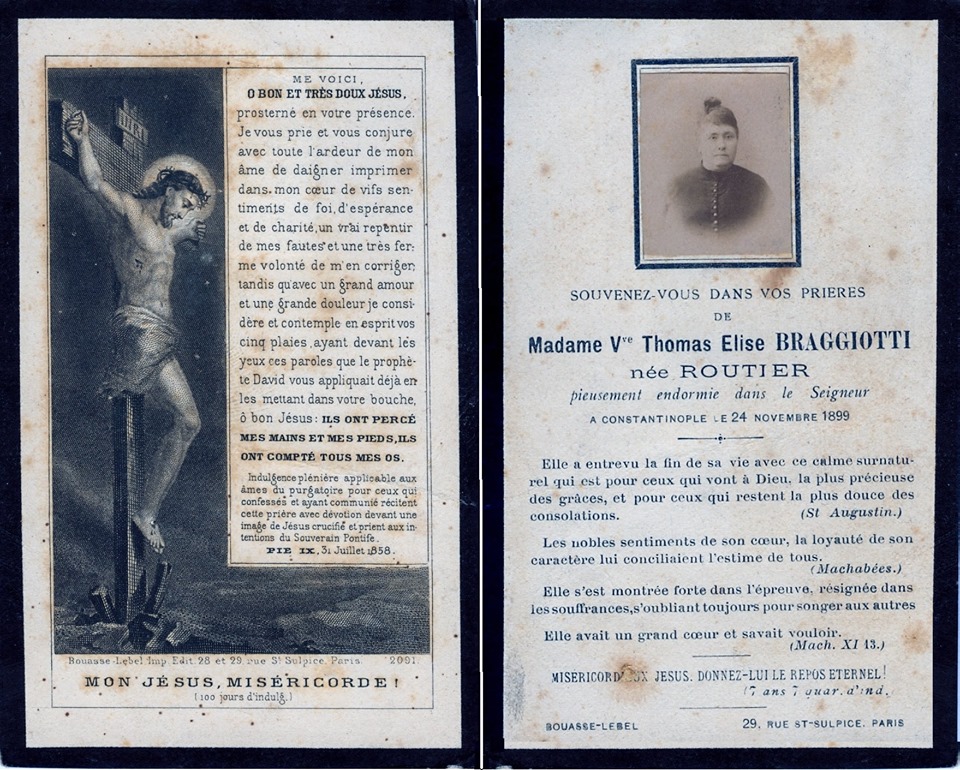 INRI
ME VOICI,
O BON ET TRÈS DOUX JÉSUS,
prosterné en votre présence.
Je vous prie et vous conjure
avec toute l'ardeur de mon
âme de daigner imprimer
dans mon cœur de vifs sen-
timents de foi, d'espérance
et de charité, un vrai repentir
de mes fautes et une très fer-
me volonté de m'en corriger;
tandis qu'avec un grand amour
et une grande douleur je consi
dère et contemple en esprit vos
cinq plaies, ayant devant les
yeux ces paroles que le prophè-
te David vous appliquait déjà en
les mettant dans votre bouche,
ô bon Jésus: ILS ONT PERCÉ
MES MAINS ET MES PIEDS, ILS
ONT COMPTÉ TOUS MES OS.
Indulgence plénière applicable aux
âmes du purgatoire pour ceux qui
confessés et ayant communié récitent
cette prière avec dévotion devant une
image de Jésus crucifié et prient aux in-
tentions du Souverain Pontife.
PIE IX, 31 Juillet 1858.
Bouasse-Lebel Imp. Edit. 28 et 29, rue St Sulpice, Paris. 2091.
MON JÉSUS, MISÉRICORDE!
(100 jours d'indulg.)
SOUVENEZ-VOUS DANS VOS PRIERES
DE
Madame Vve Thomas Elise BRAGGIOTTI
née ROUTIER
pieusement endormie dans le Seigneur
A CONSTANTINOPLE LE 24 NOVEMBRE 1899
Elle a entrevu la fin de sa vie avec ce calme surnatu-
rel qui est pour ceux qui vont à Dieu, la plus précieuse
des grâces, et pour ceux qui restent la plus douce des
consolations. (St Augustin.)
Les nobles sentiments de son cœur, la loyauté de son
caractère lui conciliaient l'estime de tous.
(Machabées.)
Elle s'est montrée forte dans l'épreuve, résignée dans
les souffrances, s'oubliant toujours pour songer aux autres
Elle avait un grand cœur et savait vouloir.
(Mach. XI 13.)
JESUS. DONNEZ-LUI LE REPOS ETERNEL!
(7 ans 7 quar. d'ind.
BOUASSE-LEBEL 29, RUE ST-SULPICE, PARIS